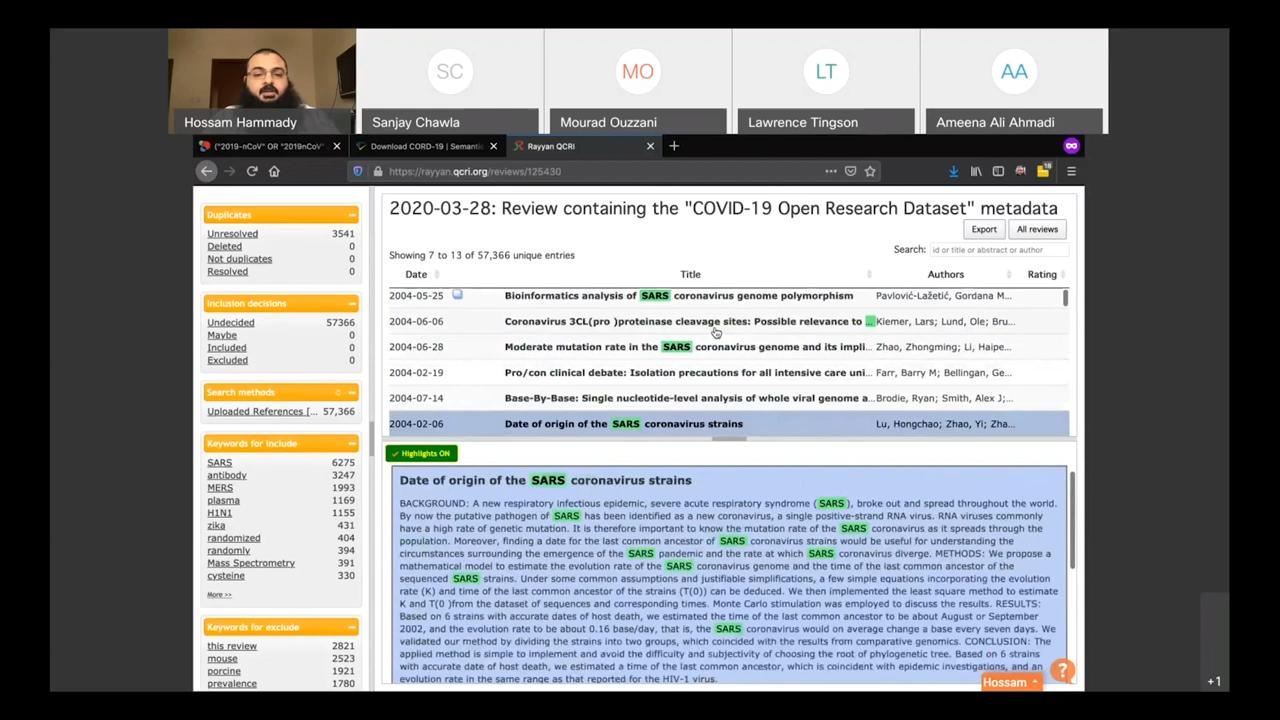 SC
MO
LT
AA
Hossam Hammady
Sanjay Chawla
Mourad Ouzzani
Lawrence Tingson
Ameena Ali Ahmadi
("2019-nCoV" OR "2019nCoV"
Download CORD-19 | Semantic
Rayyan QCRI
https://rayyan.qcri.org/reviews/125430
Duplicates
Unresolved 3541
Deleted 0
Not duplicates 0
Resolved 0
Inclusion decisions
Undecided 57366
Maybe 0
Included 0
Excluded 0
Search methods
Uploaded References [... 57,366
Keywords for include
SARS 6275
antibody 3247
MERS 1993
plasma 1169
H1N1 1155
zika 431
randomized 404
randomly 394
Mass Spectrometry 391
cysteine 330
More >>
Keywords for exclude
this review 2821
mouse 2523
porcine 1921
prevalence 1780
2020-03-28: Review containing the "COVID-19 Open Research Dataset" metadata
Export All reviews
Showing 7 to 13 of 57,366 unique entries
Search: id or title or abstract or author
Date Title Authors Rating
2004-05-25 Bioinformatics analysis of SARS coronavirus genome polymorphism Pavlović-Lažetić, Gordana M...
2004-06-06 Coronavirus 3CL(pro )proteinase cleavage sites: Possible relevance to ... Kiemer, Lars; Lund, Ole; Bru...
2004-06-28 Moderate mutation rate in the SARS coronavirus genome and its impli... Zhao, Zhongming; Li, Haipe...
2004-02-19 Pro/con clinical debate: Isolation precautions for all intensive care uni... Farr, Barry M; Bellingan, Ge...
2004-07-14 Base-By-Base: Single nucleotide-level analysis of whole viral genome a... Brodie, Ryan; Smith, Alex J;...
2004-02-06 Date of origin of the SARS coronavirus strains Lu, Hongchao; Zhao, Yi; Zha...
Highlights ON
Date of origin of the SARS coronavirus strains
BACKGROUND: A new respiratory infectious epidemic, severe acute respiratory syndrome (SARS), broke out and spread throughout the world.
By now the putative pathogen of SARS has been identified as a new coronavirus, a single positive-strand RNA virus. RNA viruses commonly
have a high rate of genetic mutation. It is therefore important to know the mutation rate of the SARS coronavirus as it spreads through the
population. Moreover, finding a date for the last common ancestor of SARS coronavirus strains would be useful for understanding the
circumstances surrounding the emergence of the SARS pandemic and the rate at which SARS coronavirus diverge. METHODS: We propose a
mathematical model to estimate the evolution rate of the SARS coronavirus genome and the time of the last common ancestor of the
sequenced SARS strains. Under some common assumptions and justifiable simplifications, a few simple equations incorporating the evolution
rate (K) and time of the last common ancestor of the strains (T(0)) can be deduced. We then implemented the least square method to estimate
K and T(0 )from the dataset of sequences and corresponding times. Monte Carlo stimulation was employed to discuss the results. RESULTS:
Based on 6 strains with accurate dates of host death, we estimated the time of the last common ancestor to be about August or September
2002, and the evolution rate to be about 0.16 base/day, that is, the SARS coronavirus would on average change a base every seven days. We
validated our method by dividing the strains into two groups, which coincided with the results from comparative genomics. CONCLUSION: The
applied method is simple to implement and avoid the difficulty and subjectivity of choosing the root of phylogenetic tree. Based on 6 strains
with accurate date of host death, we estimated a time of the last common ancestor, which is coincident with epidemic investigations, and an
evolution rate in the same range as that reported for the HIV-1 virus.
?
Hossam
+1